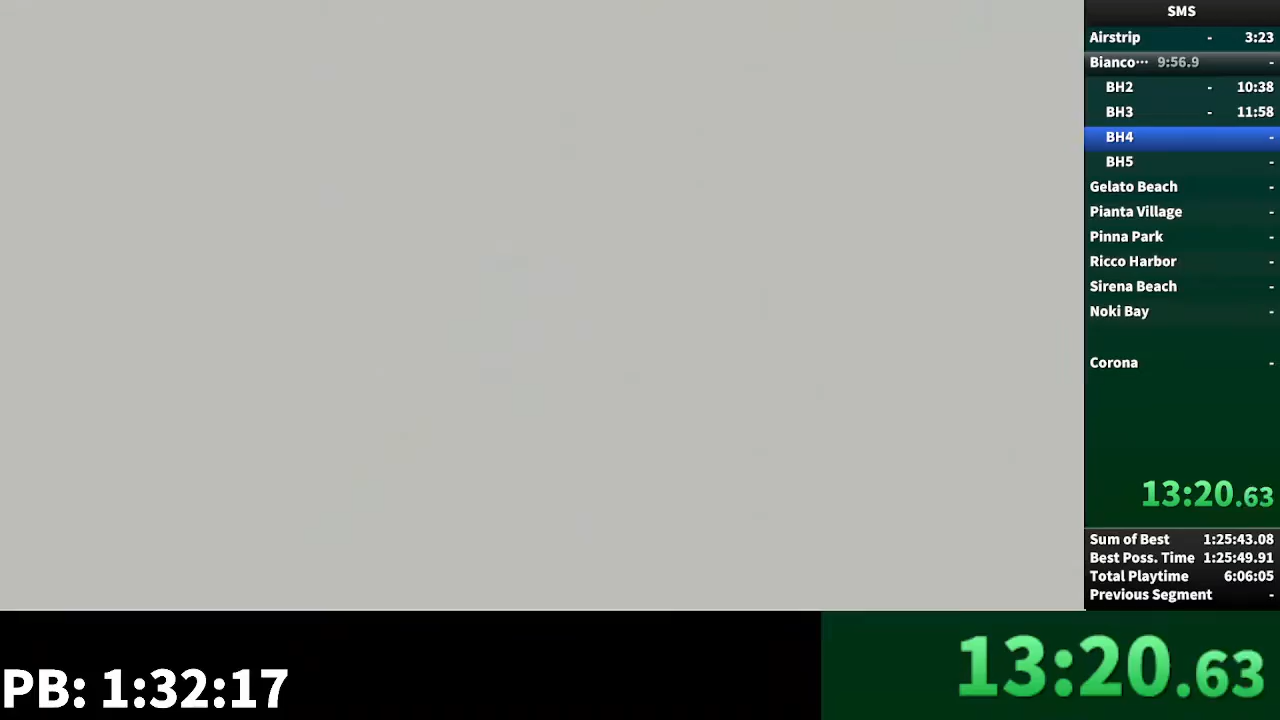 SMS
Airstrip - 3:23
Bianco… 9:56.9 -
BH2 - 10:38
BH3 - 11:58
BH4 -
BH5 -
Gelato Beach -
Pianta Village -
Pinna Park -
Ricco Harbor -
Sirena Beach -
Noki Bay -
Corona -
13:20.63
Sum of Best 1:25:43.08
Best Poss. Time 1:25:49.91
Total Playtime 6:06:05
Previous Segment -
PB: 1:32:17
13:20.63